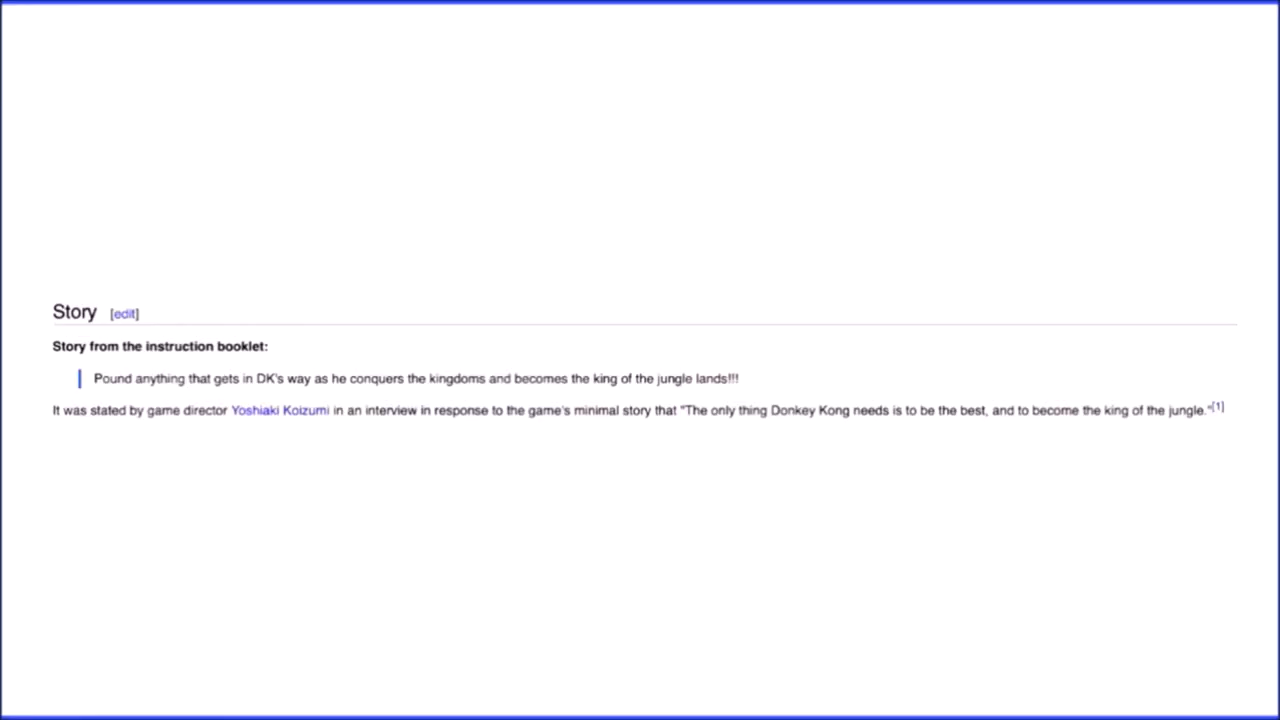 Story [edit]
Story from the instruction booklet:
Pound anything that gets in DK's way as he conquers the kingdoms and becomes the king of the jungle lands!!!
It was stated by game director Yoshiaki Koizumi in an interview in response to the game's minimal story that "The only thing Donkey Kong needs is to be the best, and to become the king of the jungle."[1]